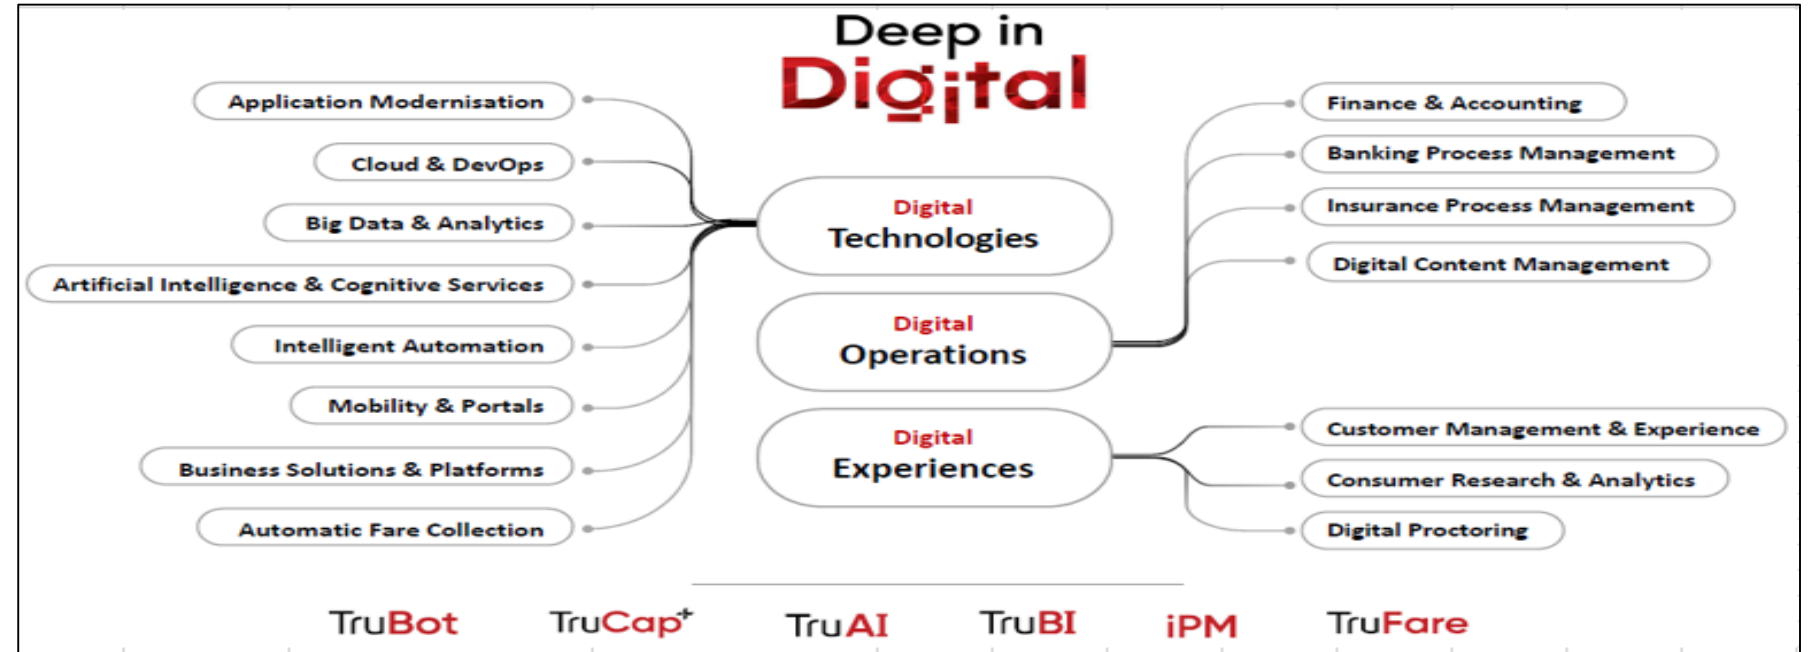 Deep in
Digital
Application Modernisation
Cloud & DevOps
Big Data & Analytics
Artificial Intelligence & Cognitive Services
Intelligent Automation
Mobility & Portals
Business Solutions & Platforms
Automatic Fare Collection
Digital
Technologies
Digital
Operations
Digital
Experiences
Finance & Accounting
Banking Process Management
Insurance Process Management
Digital Content Management
Customer Management & Experience
Consumer Research & Analytics
Digital Proctoring
TruBot TruCap+ TruAI TruBI iPM TruFare